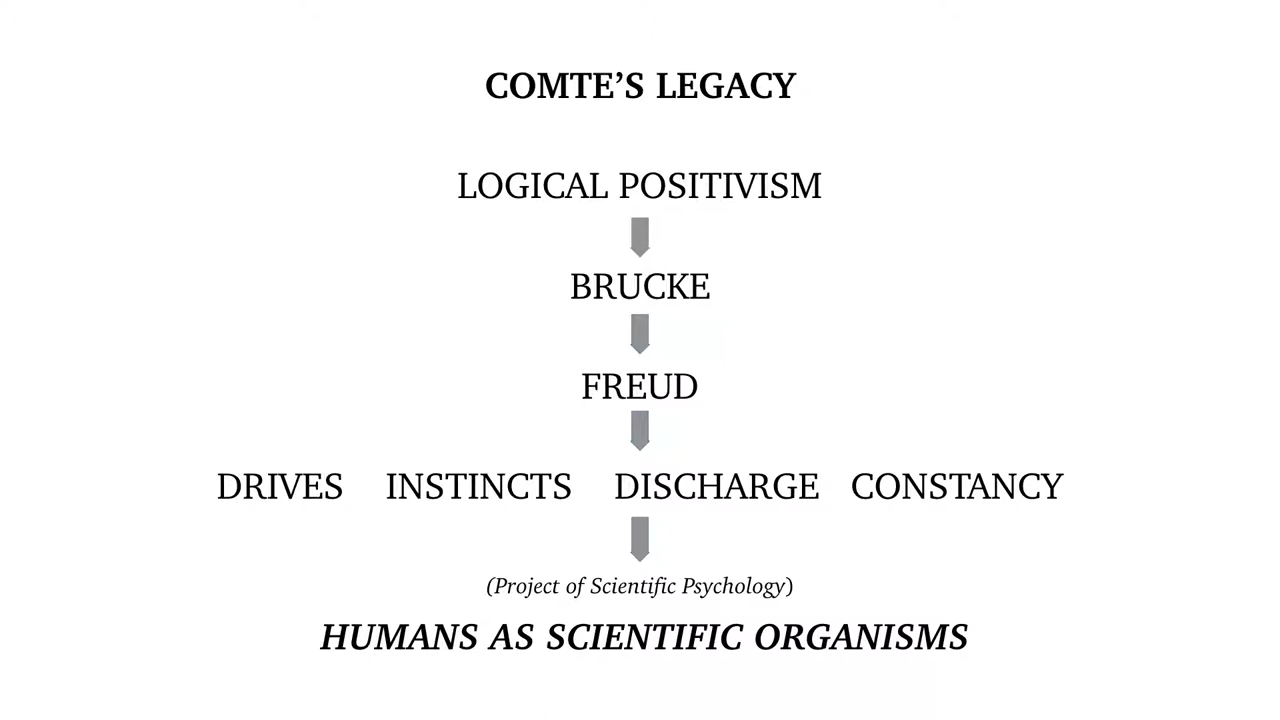 COMTE’S LEGACY
LOGICAL POSITIVISM
BRUCKE
FREUD
DRIVES INSTINCTS DISCHARGE CONSTANCY
(Project of Scientific Psychology)
HUMANS AS SCIENTIFIC ORGANISMS